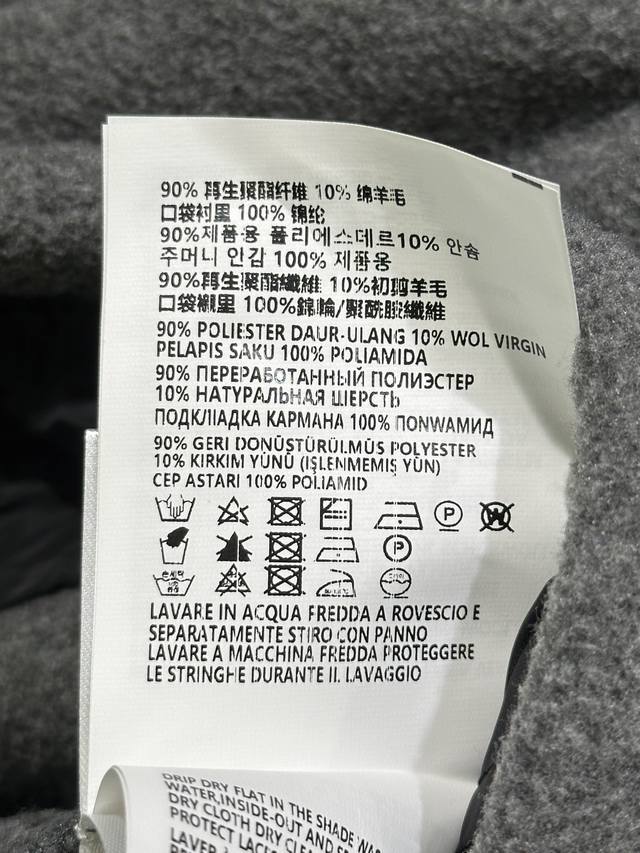 90% 再生聚酯纤维 10% 绵羊毛
口袋衬里 100% 锦纶
90%제품용 폴리에스데르10% 안솜
주머니 안감 100% 제품용
90%再生聚酯纖維 10%初剪羊毛
口袋襯里 100%錦輪/聚酰胺纖維
90% POLIESTER DAUR-ULANG 10% WOL VIRGIN
PELAPIS SAKU 100% POLIAMIDA
90% ПЕРЕРАБОТАННЫЙ ПОЛИЭСТЕР
10% НАТУРАЛЬНАЯ ШЕРСТЬ
ПОДКЛАДКА КАРМАНА 100% ПОNWАМИД
90% GERI DONÜSTÜRÜLMÜS POLYESTER
10% KIRKIM YÜNÜ (IŞLENMEMIŞ YÜN)
CEP ASTARI 100% POLIAMID
P W
P
LAVARE IN ACQUA FREDDA A ROVESCIO E
SEPARATAMENTE STIRO CON PANNO
LAVARE A MACCHINA FREDDA PROTEGGERE
LE STRINGHE DURANTE IL LAVAGGIO
DRIP DRY FLAT IN THE SHADE
WATER,INSIDE-OUT AND
DRY CLOTH DRY
PROTECT
LAVER